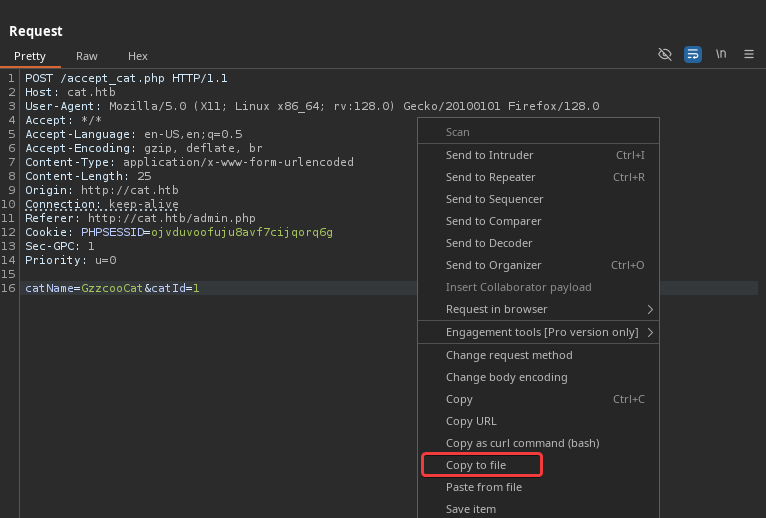 Request
Pretty Raw Hex
\n
1 POST /accept_cat.php HTTP/1.1
2 Host: cat.htb
3 User-Agent: Mozilla/5.0 (X11; Linux x86_64; rv:128.0) Gecko/20100101 Firefox/128.0
4 Accept: */*
5 Accept-Language: en-US,en;q=0.5
6 Accept-Encoding: gzip, deflate, br
7 Content-Type: application/x-www-form-urlencoded
8 Content-Length: 25
9 Origin: http://cat.htb
10 Connection: keep-alive
11 Referer: http://cat.htb/admin.php
12 Cookie: PHPSESSID=ojvduvoofuju8avf7cijqorq6g
13 Sec-GPC: 1
14 Priority: u=0
15
16 catName=GzzcooCat&catId=1
Scan
Send to Intruder Ctrl+I
Send to Repeater Ctrl+R
Send to Sequencer
Send to Comparer
Send to Decoder
Send to Organizer Ctrl+O
Insert Collaborator payload
Request in browser
Engagement tools [Pro version only]
Change request method
Change body encoding
Copy Ctrl+C
Copy URL
Copy as curl command (bash)
Copy to file
Paste from file
Save item